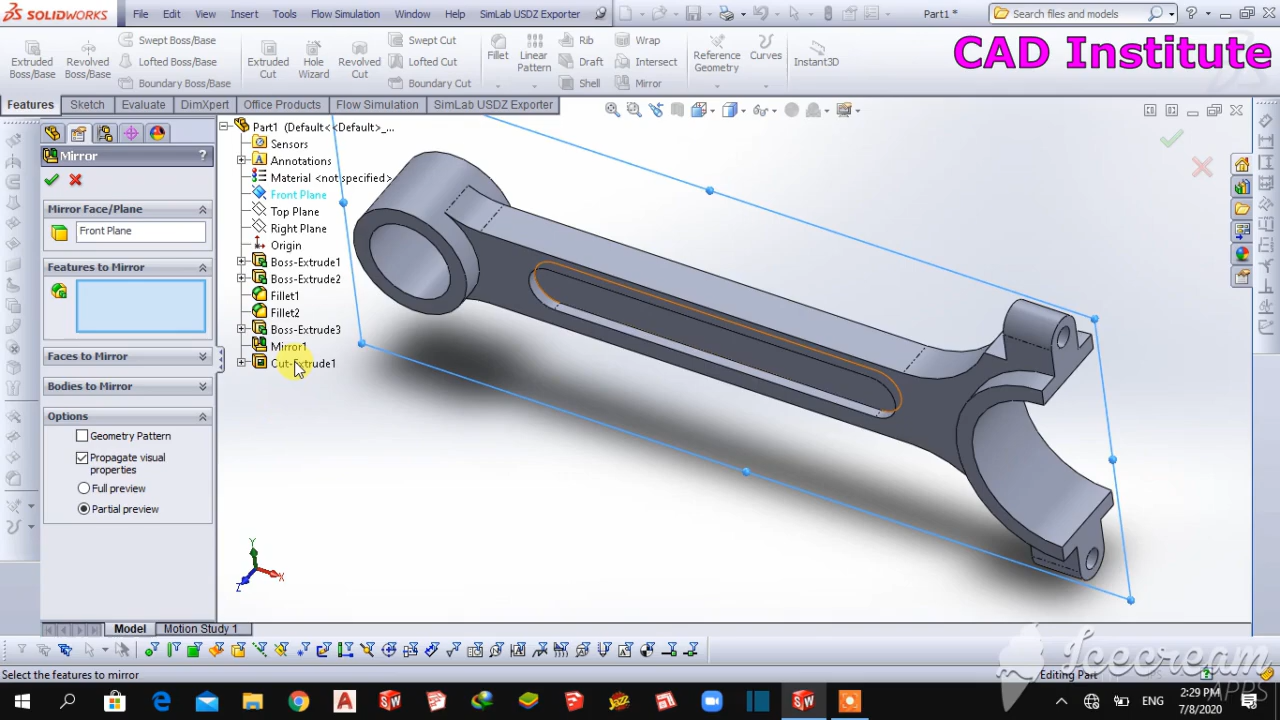 SOLIDWORKS
File
Edit
View
Insert
Tools
Flow Simulation
Window
Help
SimLab USDZ Exporter
Part1 *
Search files and models
Extruded Boss/Base
Revolved Boss/Base
Swept Boss/Base
Lofted Boss/Base
Boundary Boss/Base
Extruded Cut
Hole Wizard
Revolved Cut
Swept Cut
Lofted Cut
Boundary Cut
Fillet
Linear Pattern
Rib
Draft
Shell
Wrap
Intersect
Mirror
Reference Geometry
Curves
Instant3D
CAD Institute
Features
Sketch
Evaluate
DimXpert
Office Products
Flow Simulation
SimLab USDZ Exporter
Mirror
?
Mirror Face/Plane
Front Plane
Features to Mirror
Faces to Mirror
Bodies to Mirror
Options
Geometry Pattern
Propagate visual
properties
Full preview
Partial preview
Part1 (Default<<Default>_...
Sensors
Annotations
Material <not specified>
Front Plane
Top Plane
Right Plane
Origin
Boss-Extrude1
Boss-Extrude2
Fillet1
Fillet2
Boss-Extrude3
Mirror1
Cut-Extrude1
Y
X
Z
Model
Motion Study 1
Select the features to mirror
Editing Part
Icecream
APPS
ENG
2:29 PM
7/8/2020